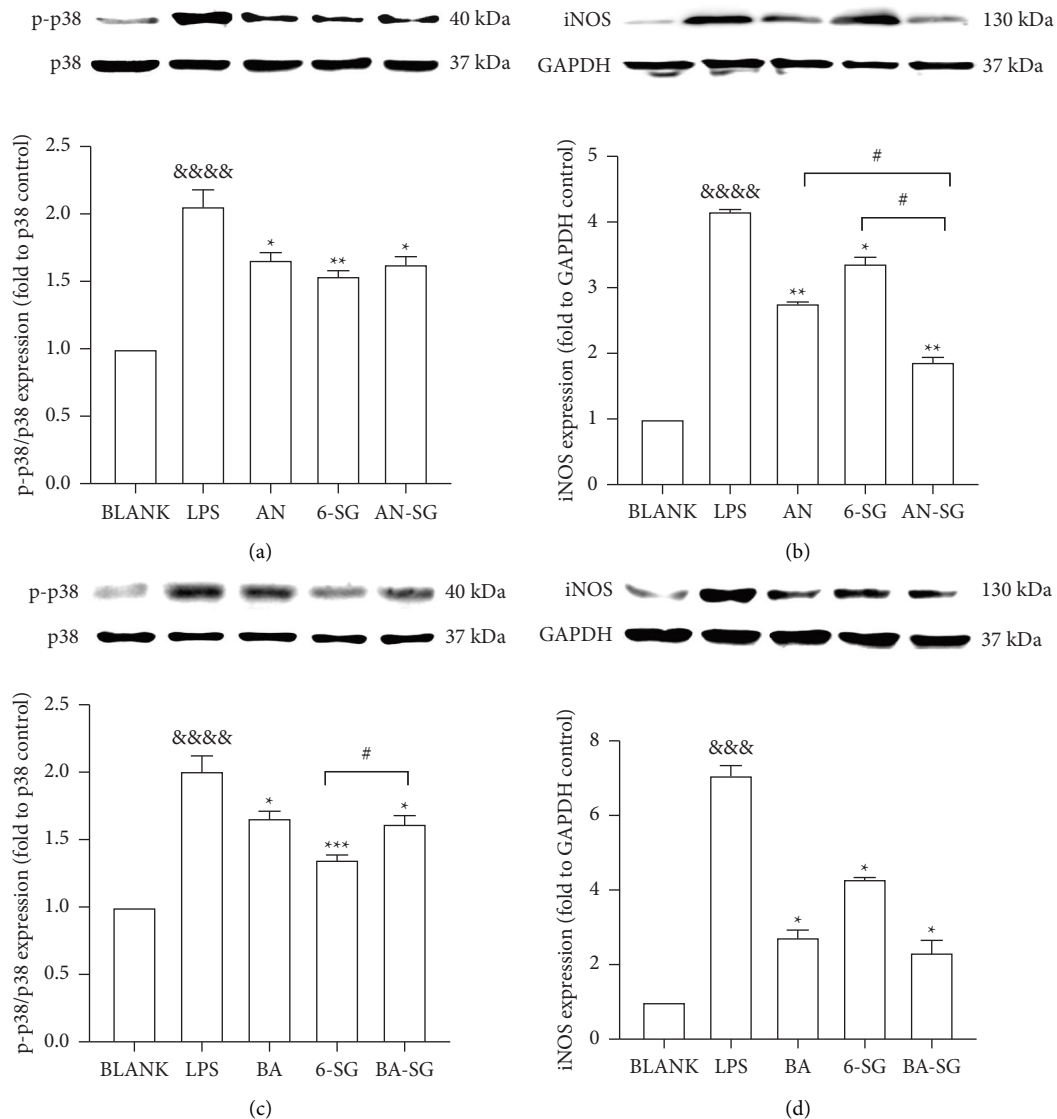 p-p38
40 kDa
p38
37 kDa
p-p38/p38 expression (fold to p38 control)
2.5
2.0
1.5
1.0
0.5
0.0
&&&&
*
**
*
BLANK LPS AN 6-SG AN-SG
(a)
iNOS
130 kDa
GAPDH
37 kDa
iNOS expression (fold to GAPDH control)
5
4
3
2
1
0
&&&&
**
*
**
#
#
BLANK LPS AN 6-SG AN-SG
(b)
p-p38
40 kDa
p38
37 kDa
p-p38/p38 expression (fold to p38 control)
2.5
2.0
1.5
1.0
0.5
0.0
&&&&
*
***
*
#
BLANK LPS BA 6-SG BA-SG
(c)
iNOS
130 kDa
GAPDH
37 kDa
iNOS expression (fold to GAPDH control)
8
6
4
2
0
&&&
*
*
*
BLANK LPS BA 6-SG BA-SG
(d)